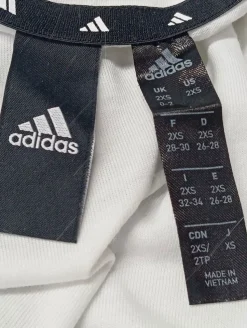 adidas
adidas
UK US
2XS 2XS
0-2
F D
2XS 2XS
28-30 26-28
I E
2XS 2XS
32-34 26-28
CDN J
2XS/ XS
2TP
MADE IN
VIETNAM